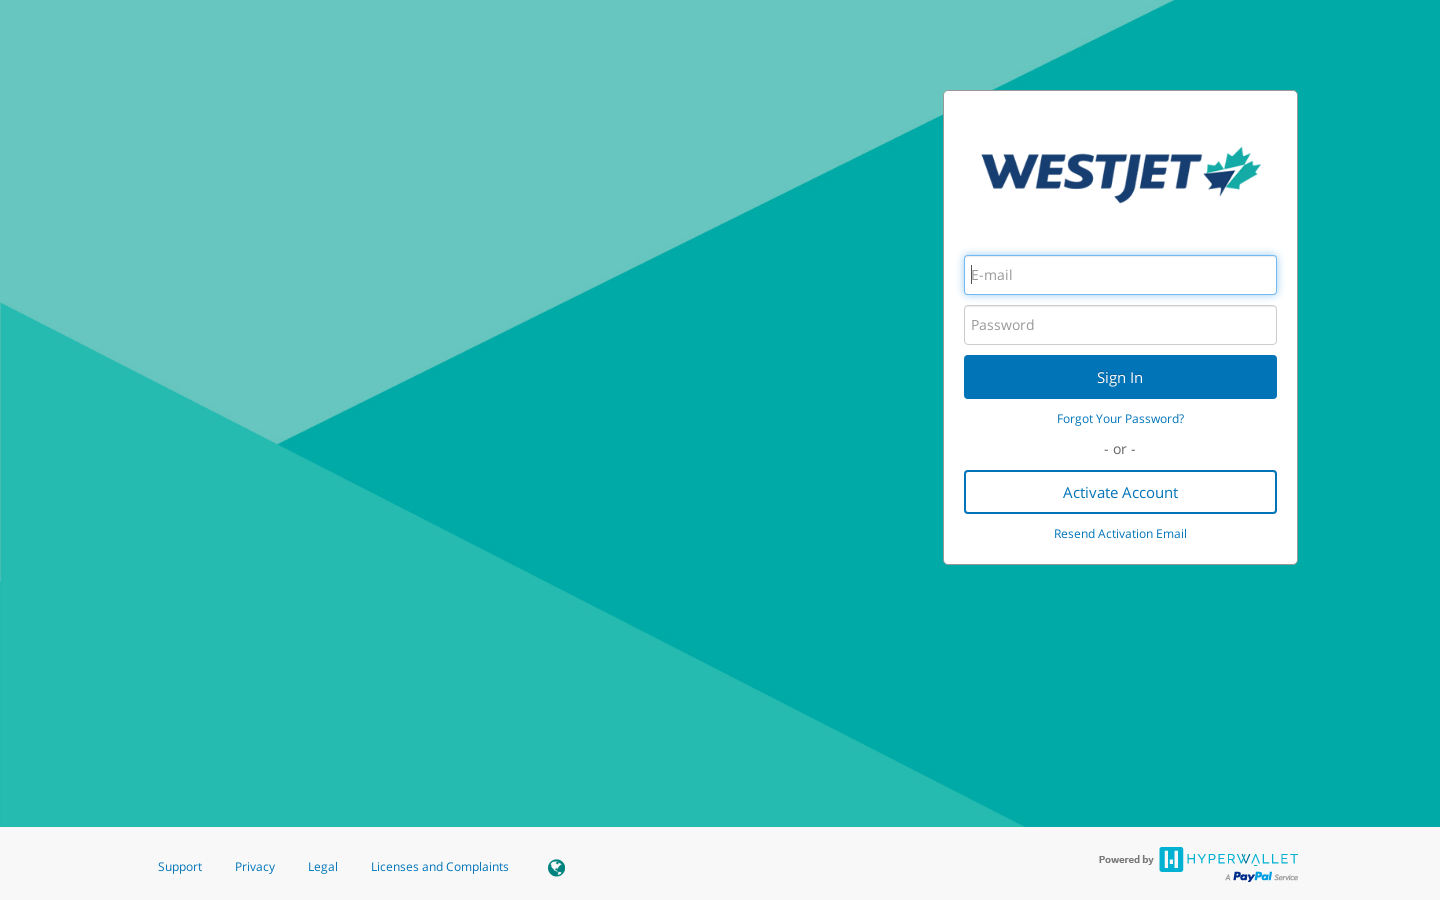 WESTJET
E-mail
Password
Sign In
Forgot Your Password?
- or -
Activate Account
Resend Activation Email
Support Privacy Legal Licenses and Complaints
Powered by HYPERWALLET
A PayPal Service